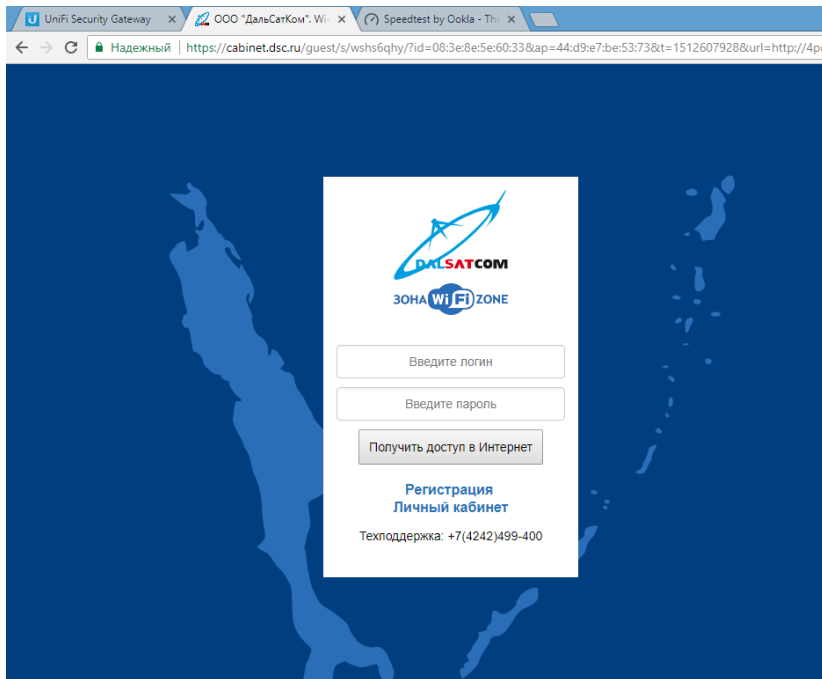 UniFi Security Gateway
ООО "ДальСатКом". Wi-
Speedtest by Ookla - The
Надежный
https://cabinet.dsc.ru/guest/s/wshs6qhy/?id=08:3e:8e:5e:60:33&ap=44:d9:e7:be:53:73&t=1512607928&url=http://4p
DALSATCOM
ЗОНА WiFi ZONE
Введите логин
Введите пароль
Получить доступ в Интернет
Регистрация
Личный кабинет
Техподдержка: +7(4242)499-400